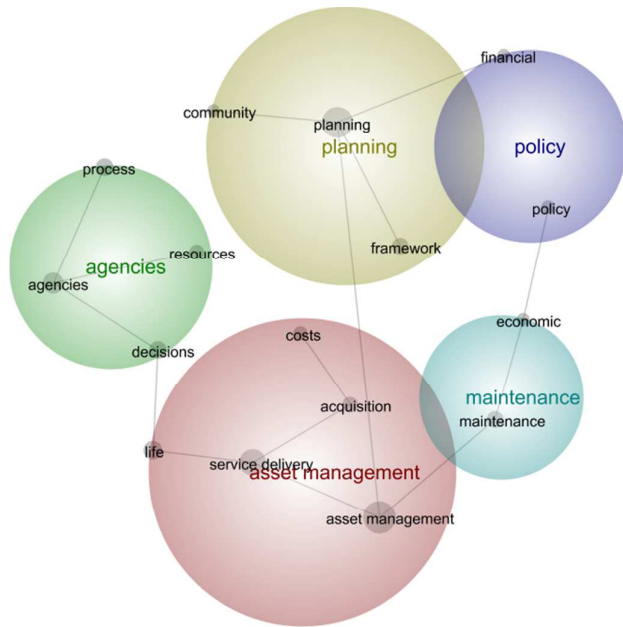 financial
community
planning
planning
policy
process
policy
framework
resources
agencies
agencies
economic
costs
decisions
maintenance
acquisition
maintenance
life
service delivery
asset management
asset management